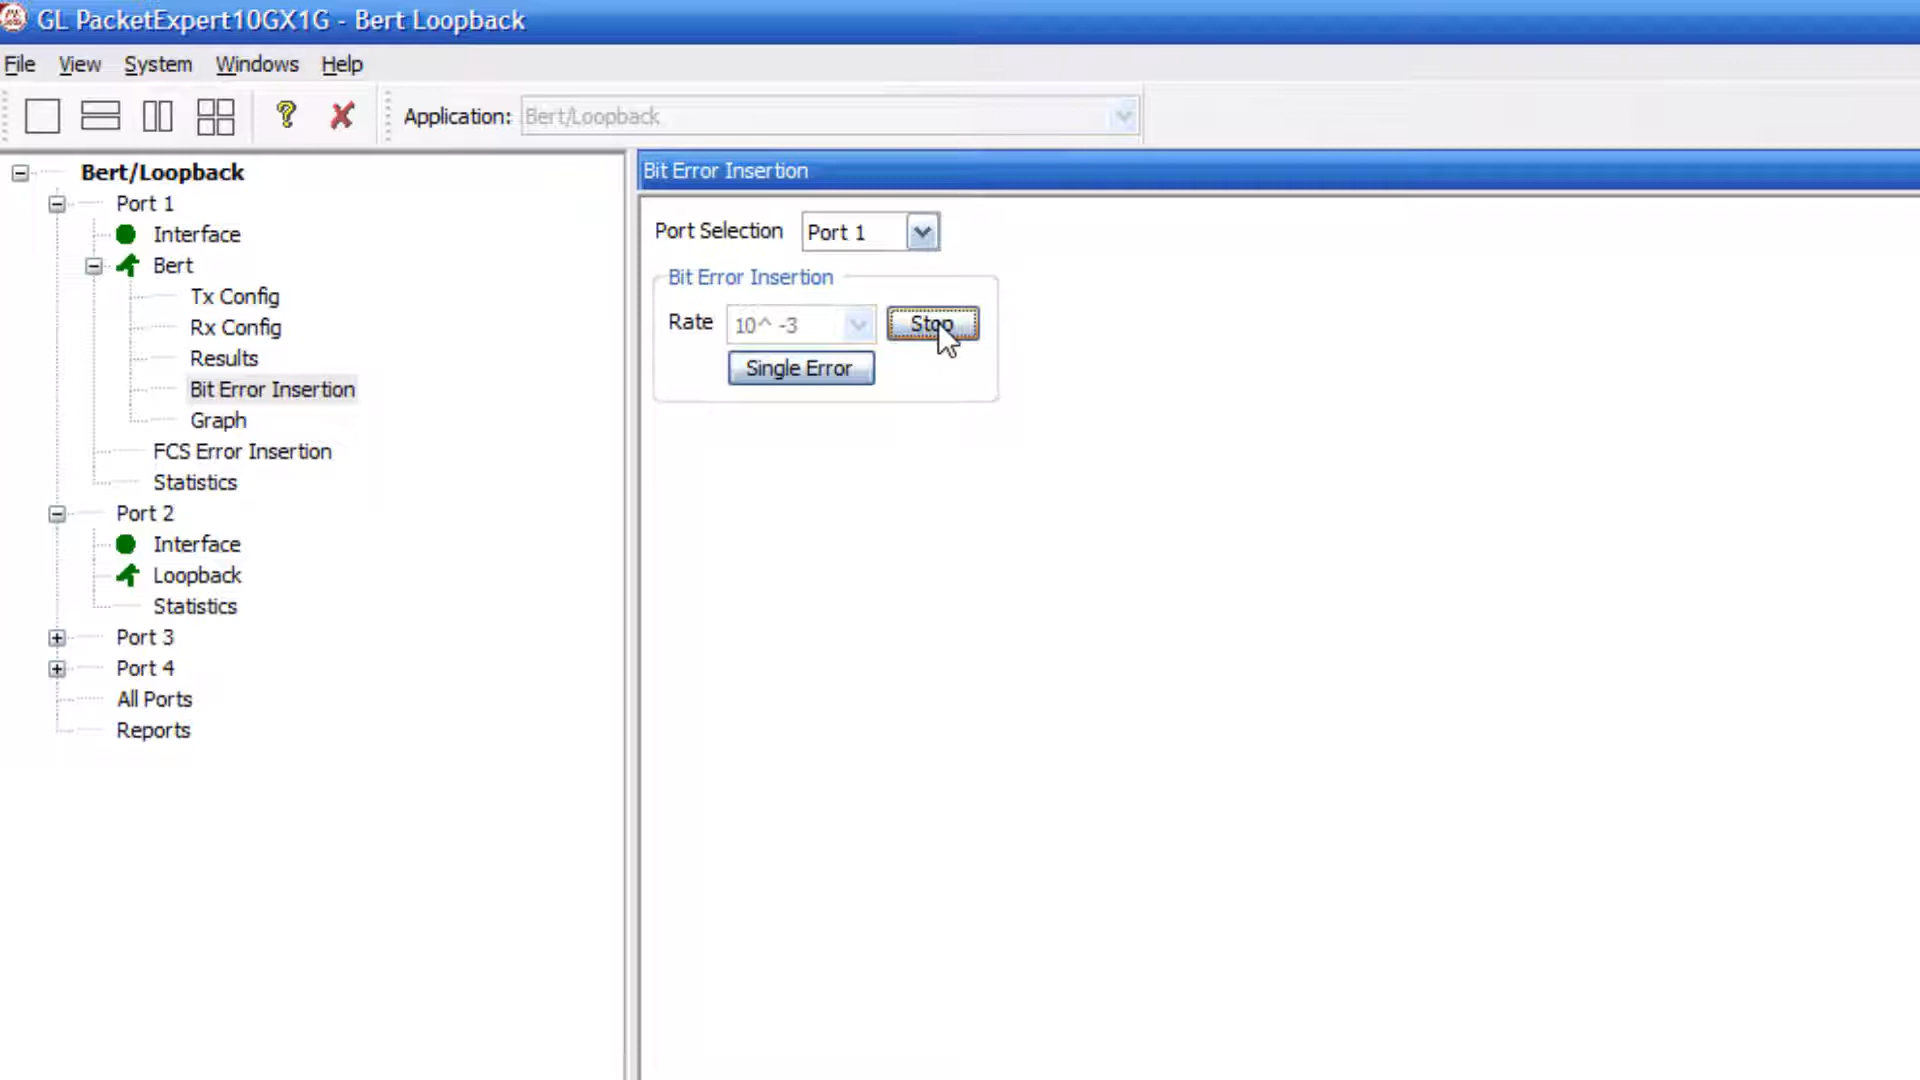 GL PacketExpert10GX1G - Bert Loopback
File View System Windows Help
Application: Bert/Loopback
Bert/Loopback
Port 1
Interface
Bert
Tx Config
Rx Config
Results
Bit Error Insertion
Graph
FCS Error Insertion
Statistics
Port 2
Interface
Loopback
Statistics
Port 3
Port 4
All Ports
Reports
Bit Error Insertion
Port Selection Port 1
Bit Error Insertion
Rate 10^ -3 Stop
Single Error